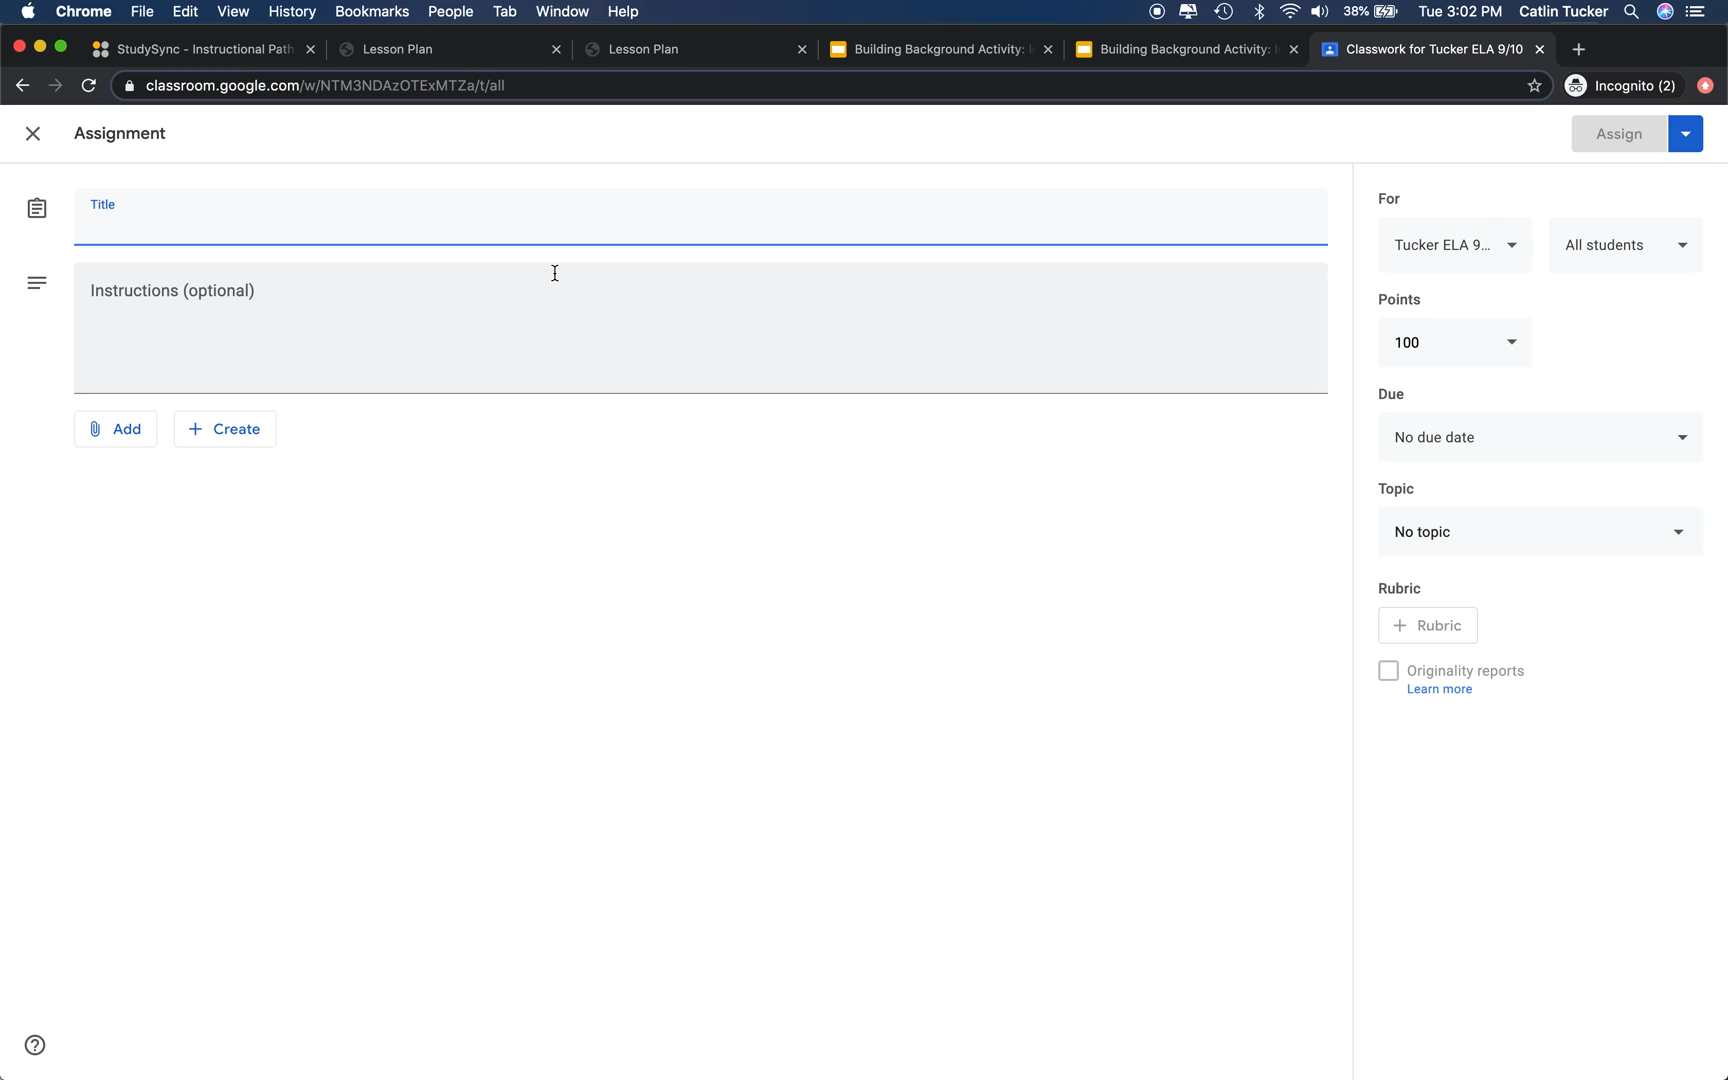 Chrome File Edit View History Bookmarks People Tab Window Help 38% Tue 3:02 PM Catlin Tucker
StudySync - Instructional Path Lesson Plan Lesson Plan Building Background Activity: Building Background Activity: Classwork for Tucker ELA 9/10
classroom.google.com/w/NTM3NDAzOTExMTZa/t/all Incognito (2)
Assignment Assign
Title
Instructions (optional)
Add Create
For
Tucker ELA 9... All students
Points
100
Due
No due date
Topic
No topic
Rubric
Rubric
Originality reports
Learn more